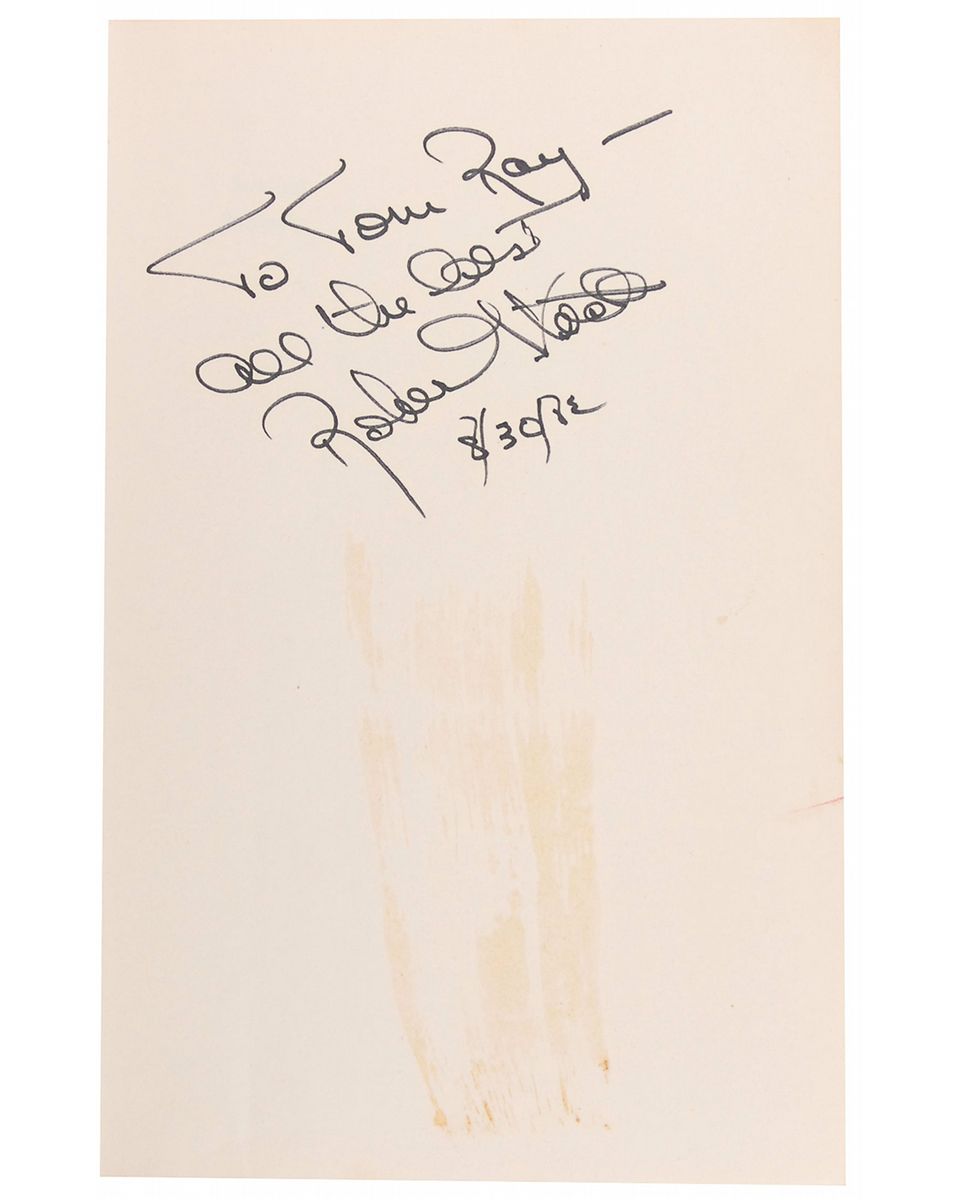 To Tom Ray —
all the best
Robert
8/30/82